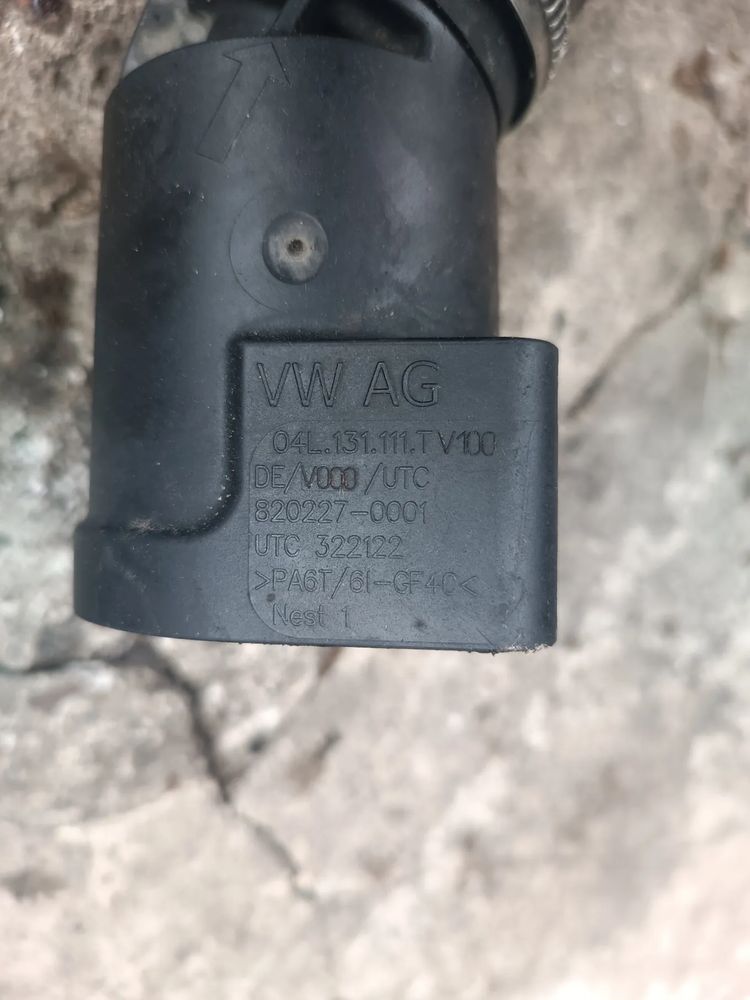 VW AG
04L.131.111.T V100
DE/V000/UTC
820227-0001
UTC 322122
>PA6T/6I-GF40<
Nest 1